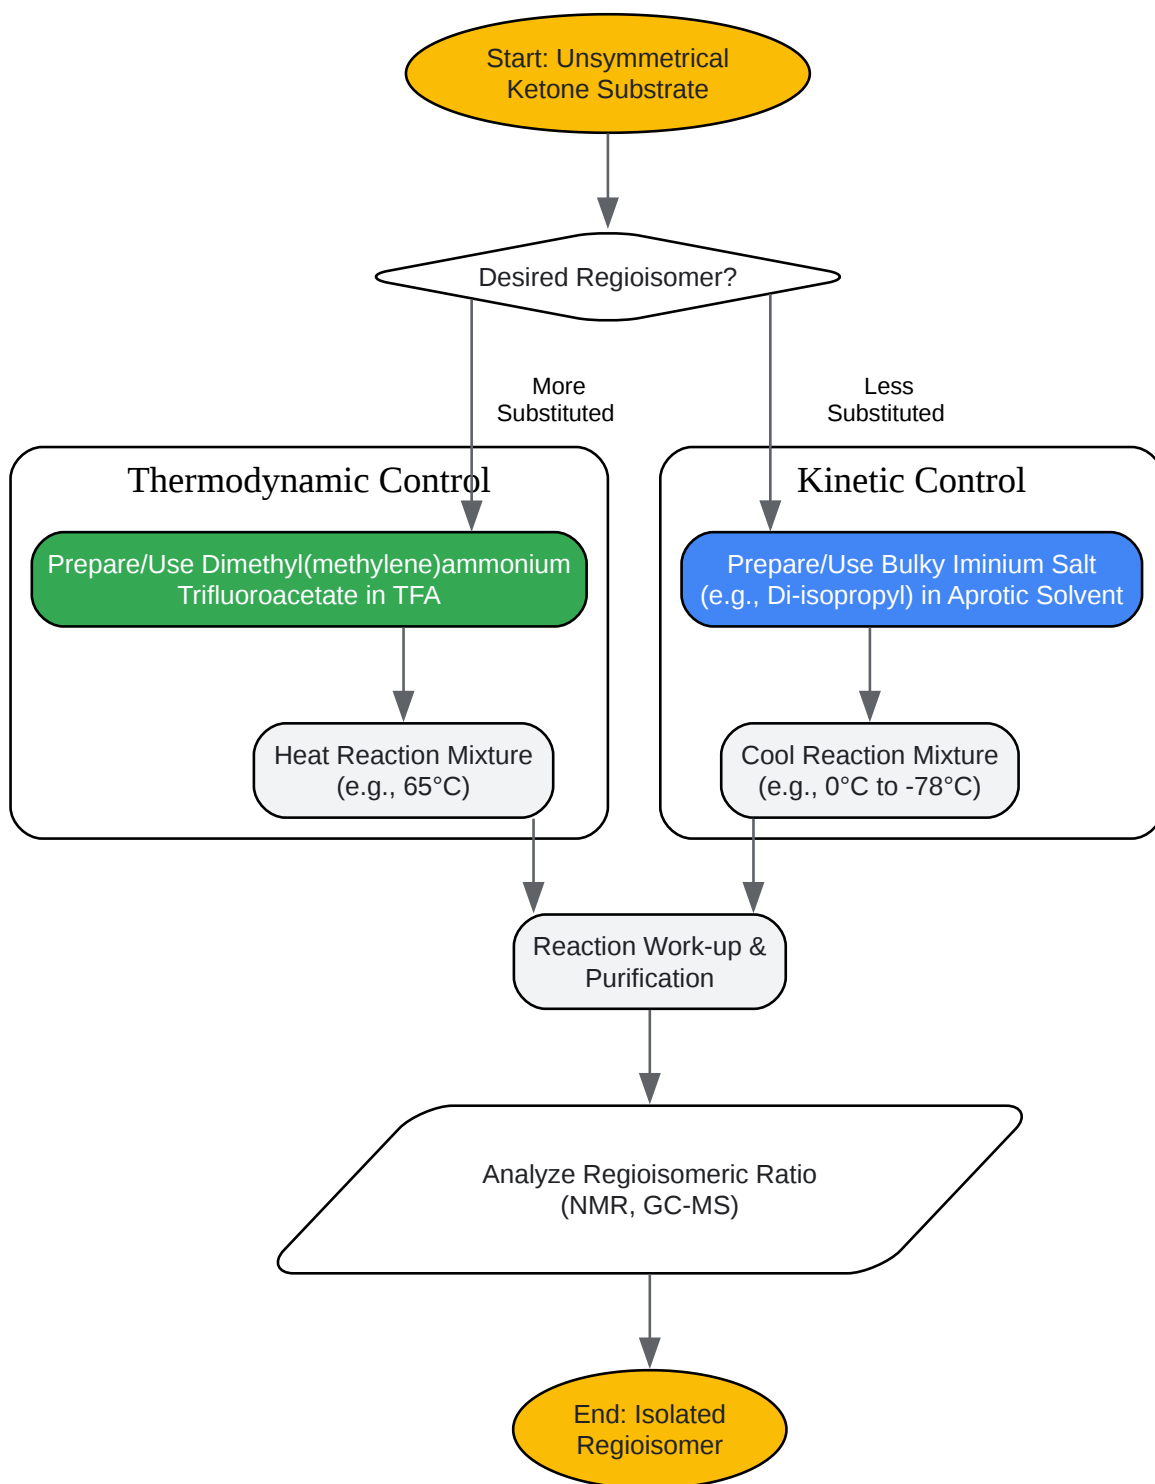 Start: Unsymmetrical
Ketone Substrate
Desired Regioisomer?
More
Substituted
Less
Substituted
Thermodynamic Control
Prepare/Use Dimethyl(methylene)ammonium
Trifluoroacetate in TFA
Heat Reaction Mixture
(e.g., 65°C)
Kinetic Control
Prepare/Use Bulky Iminium Salt
(e.g., Di-isopropyl) in Aprotic Solvent
Cool Reaction Mixture
(e.g., 0°C to -78°C)
Reaction Work-up &
Purification
Analyze Regioisomeric Ratio
(NMR, GC-MS)
End: Isolated
Regioisomer